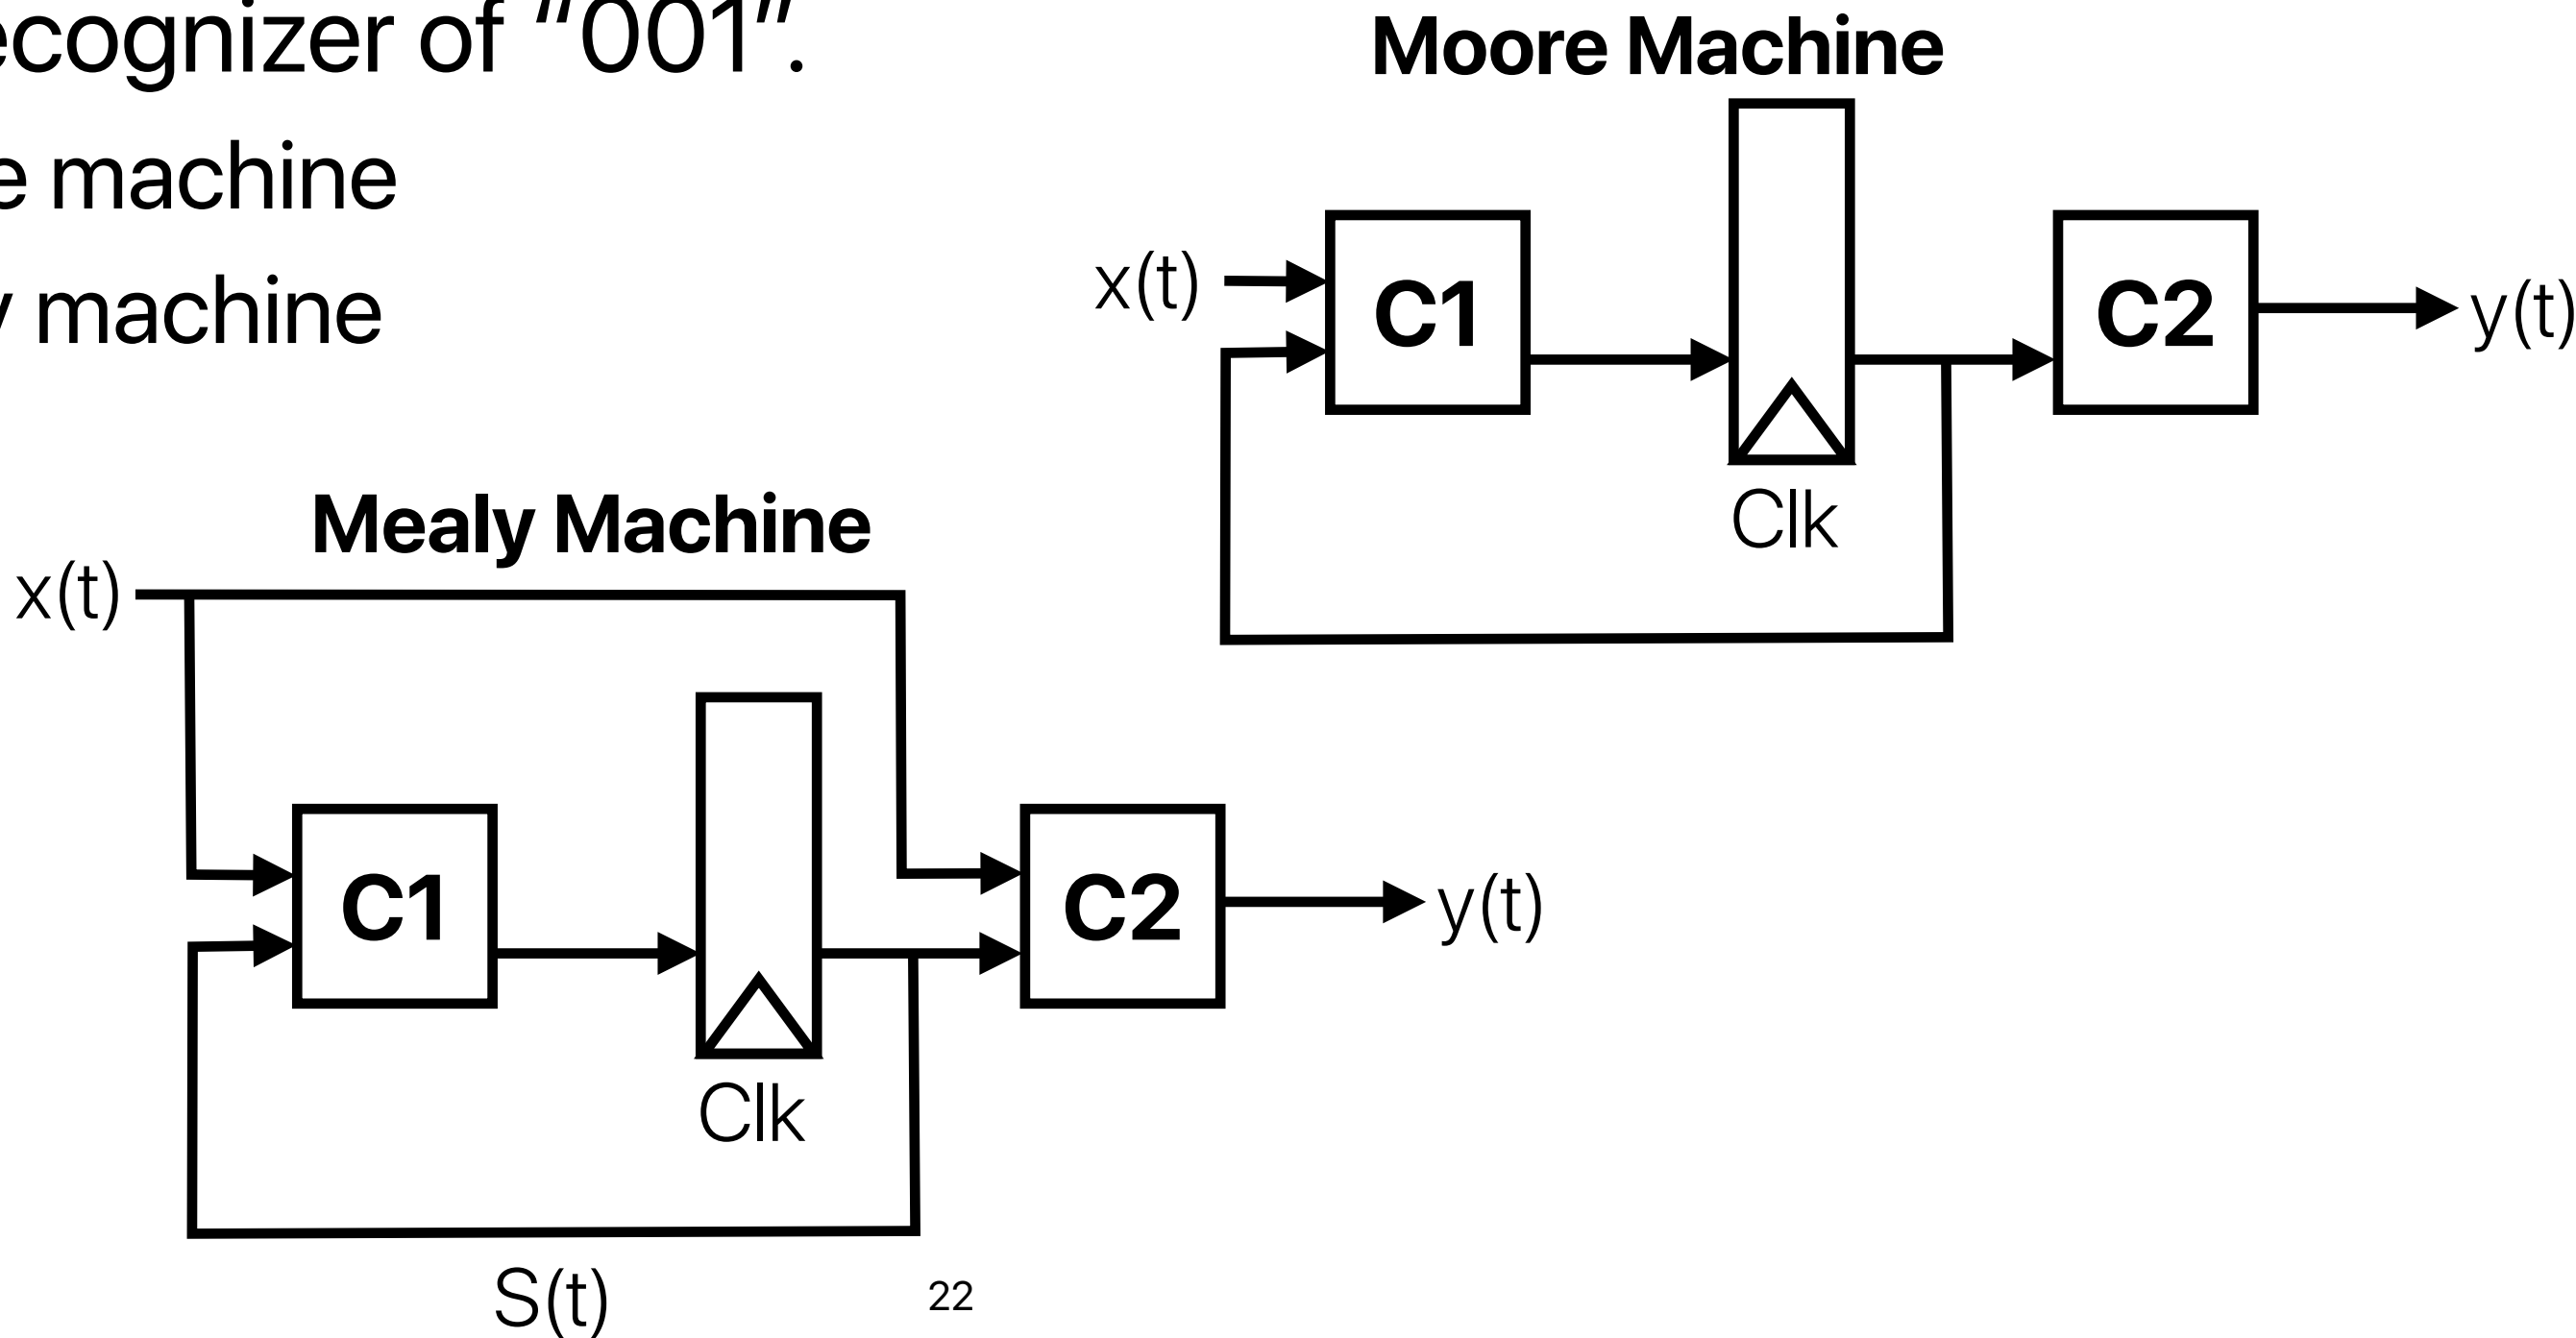 ecognizer of "001".
e machine
y machine
Moore Machine
x(t)
C1
C2
y(t)
Clk
Mealy Machine
x(t)
C1
C2
y(t)
Clk
S(t)
22